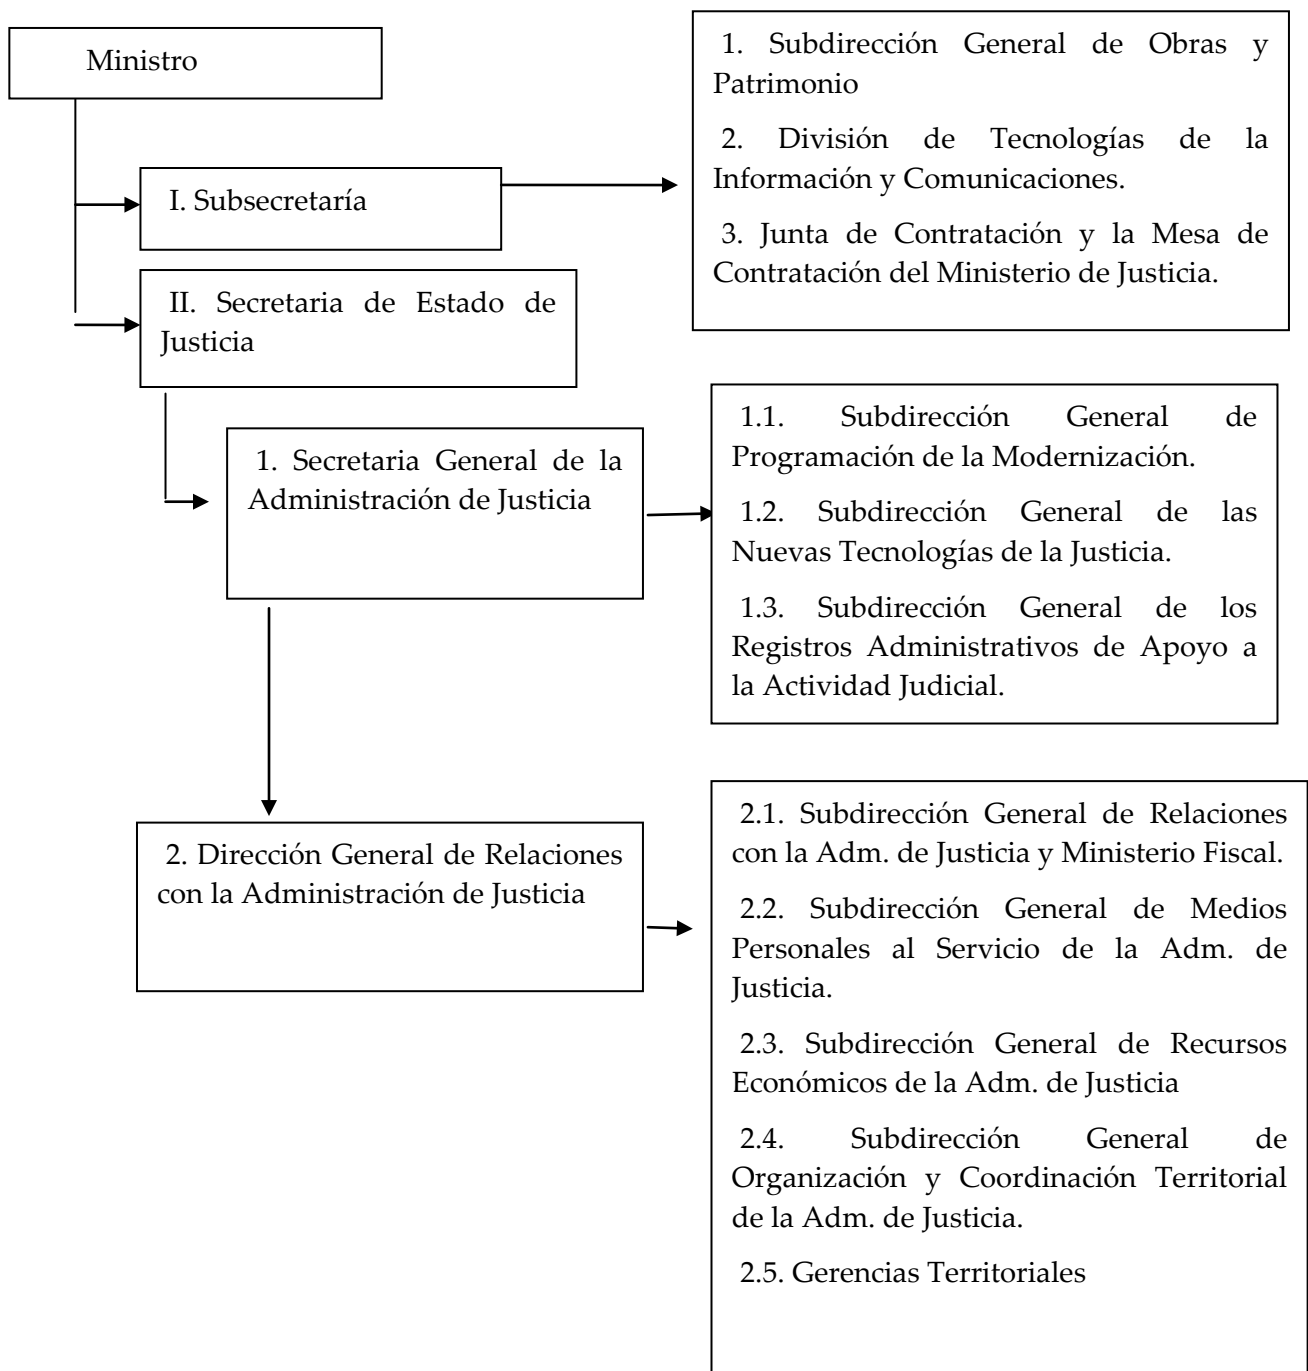 Ministro
I. Subsecretaría
1. Subdirección General de Obras y
Patrimonio
2. División de Tecnologías de la
Información y Comunicaciones.
3. Junta de Contratación y la Mesa de
Contratación del Ministerio de Justicia.
II. Secretaria de Estado de
Justicia
1. Secretaria General de la
Administración de Justicia
1.1. Subdirección General de
Programación de la Modernización.
1.2. Subdirección General de las
Nuevas Tecnologías de la Justicia.
1.3. Subdirección General de los
Registros Administrativos de Apoyo a
la Actividad Judicial.
2. Dirección General de Relaciones
con la Administración de Justicia
2.1. Subdirección General de Relaciones
con la Adm. de Justicia y Ministerio Fiscal.
2.2. Subdirección General de Medios
Personales al Servicio de la Adm. de
Justicia.
2.3. Subdirección General de Recursos
Económicos de la Adm. de Justicia
2.4. Subdirección General de
Organización y Coordinación Territorial
de la Adm. de Justicia.
2.5. Gerencias Territoriales